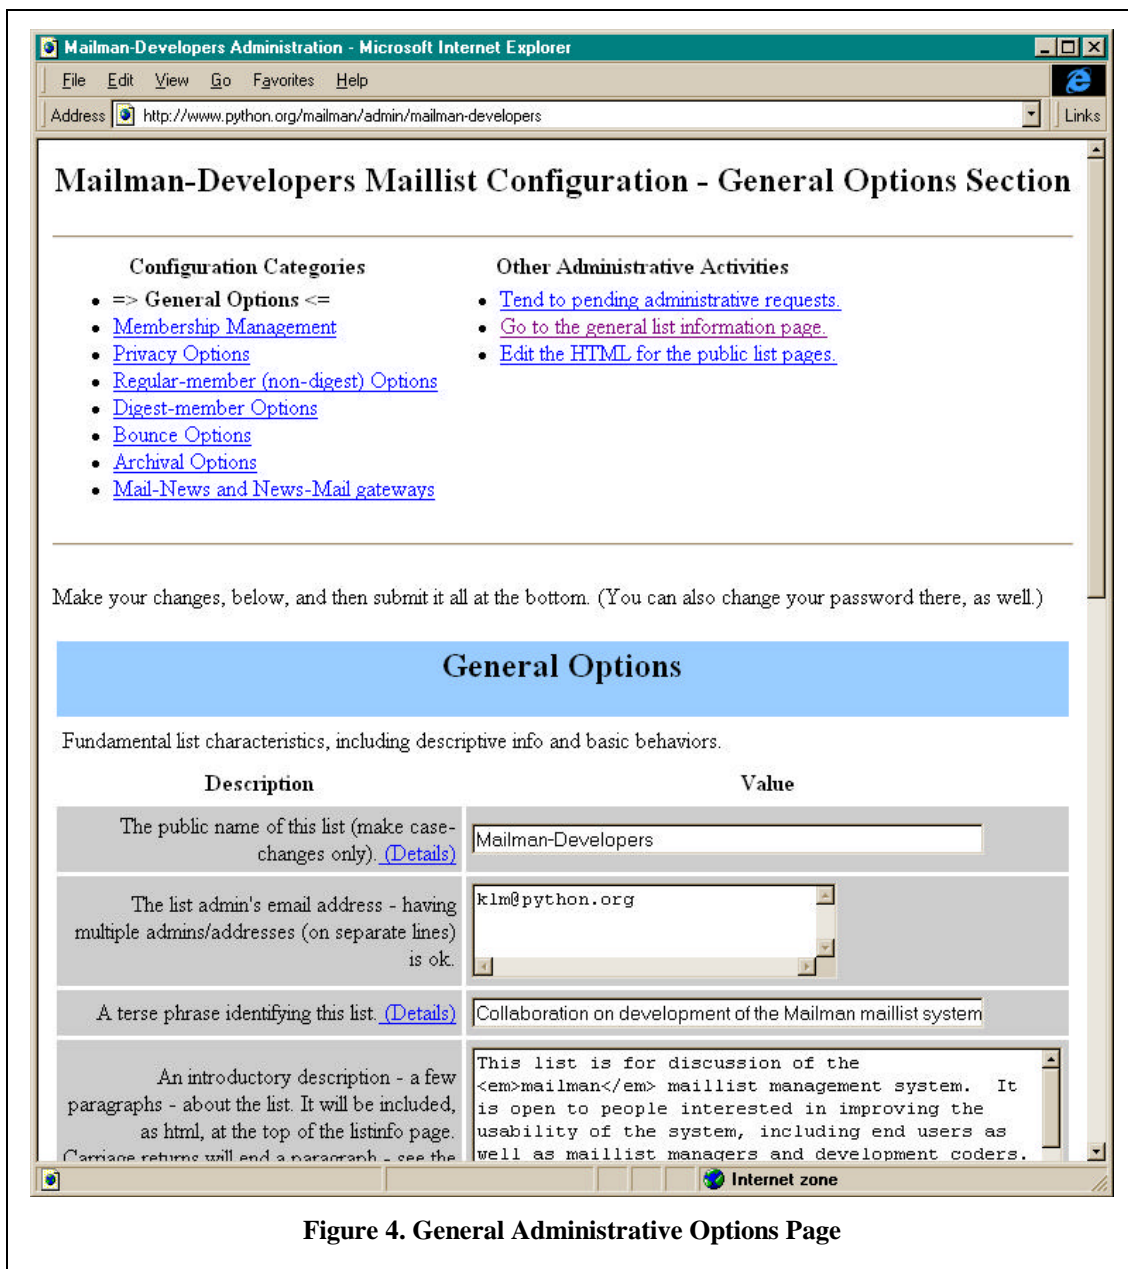 Mailman-Developers Administration - Microsoft Internet Explorer
File Edit View Go Favorites Help
Address http://www.python.org/mailman/admin/mailman-developers Links
Mailman-Developers Maillist Configuration - General Options Section
Configuration Categories
=> General Options <=
Membership Management
Privacy Options
Regular-member (non-digest) Options
Digest-member Options
Bounce Options
Archival Options
Mail-News and News-Mail gateways
Other Administrative Activities
Tend to pending administrative requests.
Go to the general list information page.
Edit the HTML for the public list pages.
Make your changes, below, and then submit it all at the bottom. (You can also change your password there, as well.)
General Options
Fundamental list characteristics, including descriptive info and basic behaviors.
Description Value
The public name of this list (make case-
changes only). (Details)
Mailman-Developers
The list admin's email address - having
multiple admins/addresses (on separate lines)
is ok.
klm@python.org
A terse phrase identifying this list. (Details)
Collaboration on development of the Mailman maillist system
An introductory description - a few
paragraphs - about the list. It will be included,
as html, at the top of the listinfo page.
Carriage returns will end a paragraph - see the
This list is for discussion of the
<em>mailman</em> maillist management system. It
is open to people interested in improving the
usability of the system, including end users as
well as maillist managers and development coders.
Internet zone
Figure 4. General Administrative Options Page